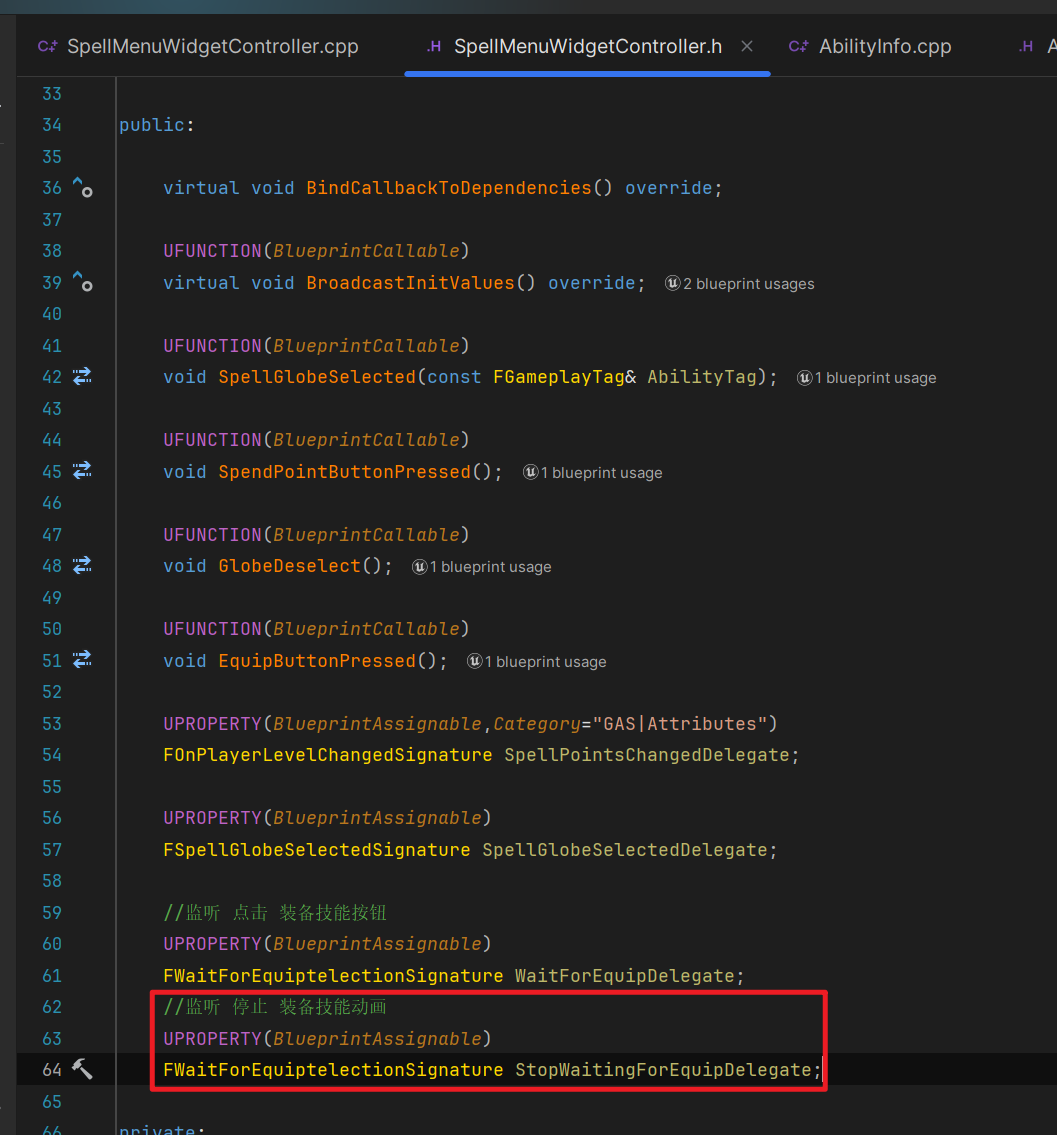 SpellMenuWidgetController.cpp
SpellMenuWidgetController.h
AbilityInfo.cpp
33
34 public:
35
36 virtual void BindCallbackToDependencies() override;
37
38 UFUNCTION(BlueprintCallable)
39 virtual void BroadcastInitValues() override; 2 blueprint usages
40
41 UFUNCTION(BlueprintCallable)
42 void SpellGlobeSelected(const FGameplayTag& AbilityTag); 1 blueprint usage
43
44 UFUNCTION(BlueprintCallable)
45 void SpendPointButtonPressed(); 1 blueprint usage
46
47 UFUNCTION(BlueprintCallable)
48 void GlobeDeselect(); 1 blueprint usage
49
50 UFUNCTION(BlueprintCallable)
51 void EquipButtonPressed(); 1 blueprint usage
52
53 UPROPERTY(BlueprintAssignable,Category="GAS|Attributes")
54 FOnPlayerLevelChangedSignature SpellPointsChangedDelegate;
55
56 UPROPERTY(BlueprintAssignable)
57 FSpellGlobeSelectedSignature SpellGlobeSelectedDelegate;
58
59 //监听 点击 装备技能按钮
60 UPROPERTY(BlueprintAssignable)
61 FWaitForEquiptelectionSignature WaitForEquipDelegate;
62 //监听 停止 装备技能动画
63 UPROPERTY(BlueprintAssignable)
64 FWaitForEquiptelectionSignature StopWaitingForEquipDelegate;
65
66 private: